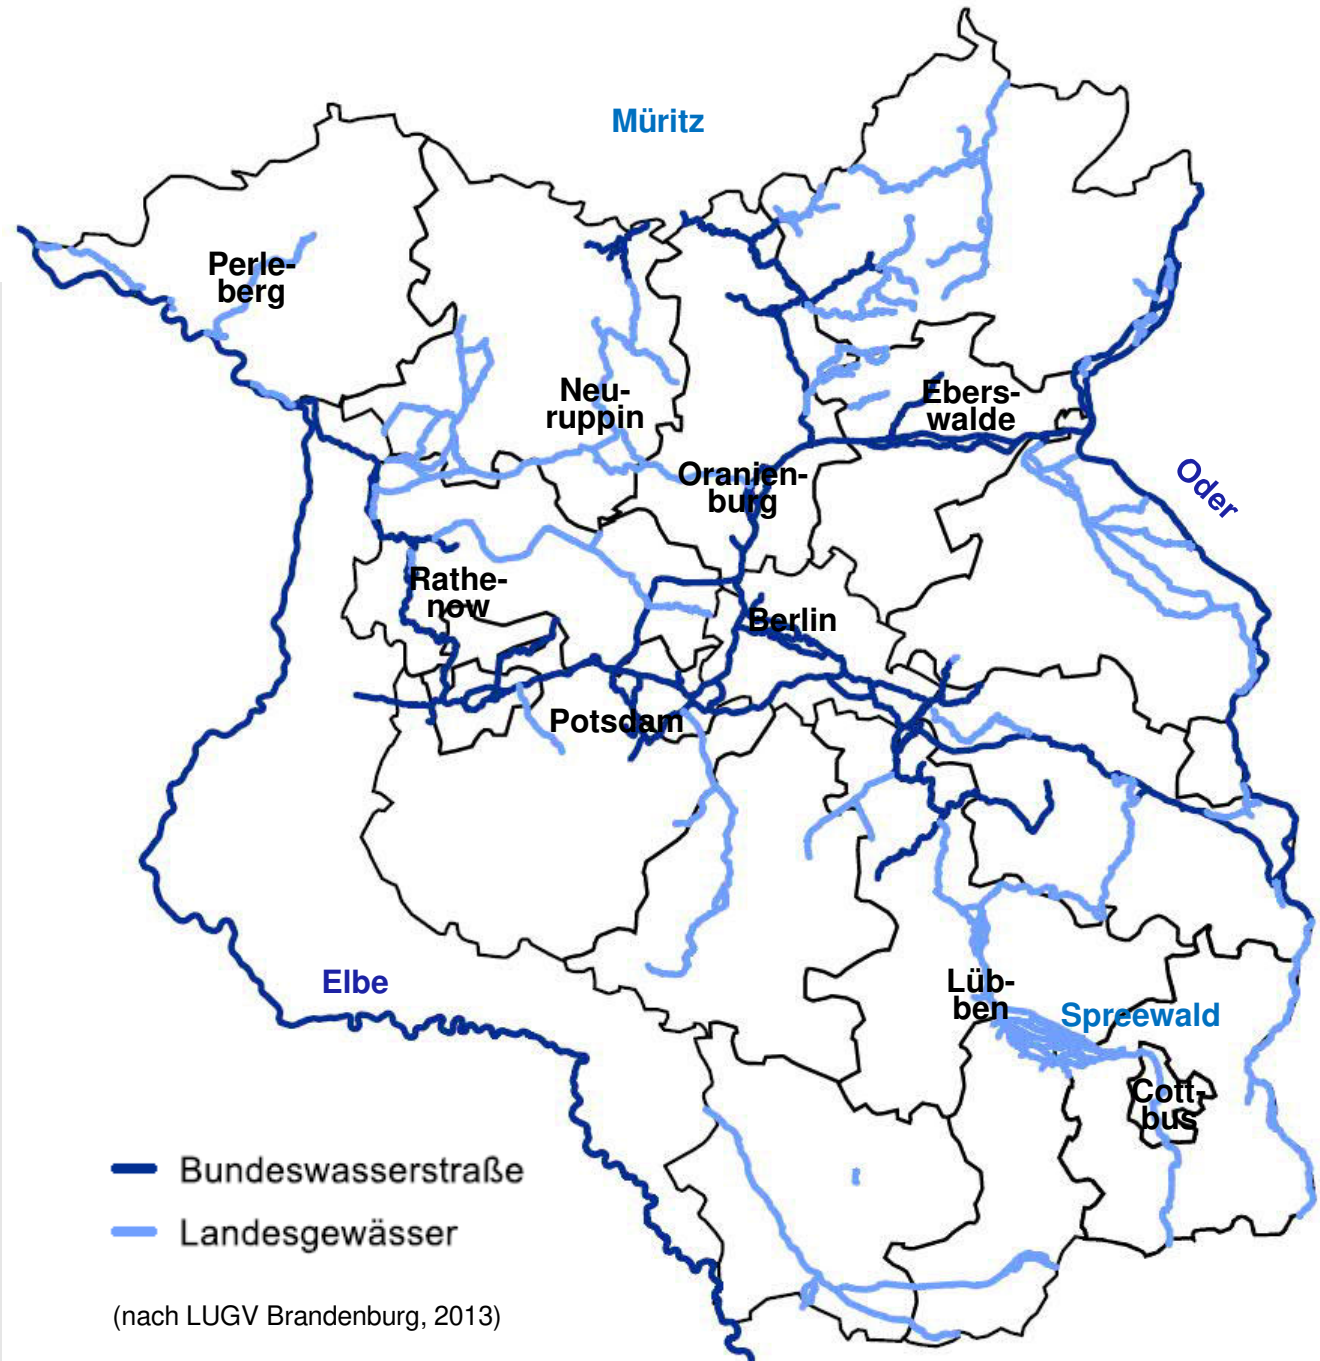 Müritz
Perle-
berg
Neu-
ruppin
Ebers-
walde
Oranien-
burg
Oder
Rathe-
now
Berlin
Potsdam
Elbe
Lüb-
ben
Spreewald
Cott-
bus
Bundeswasserstraße
Landesgewässer
(nach LUGV Brandenburg, 2013)